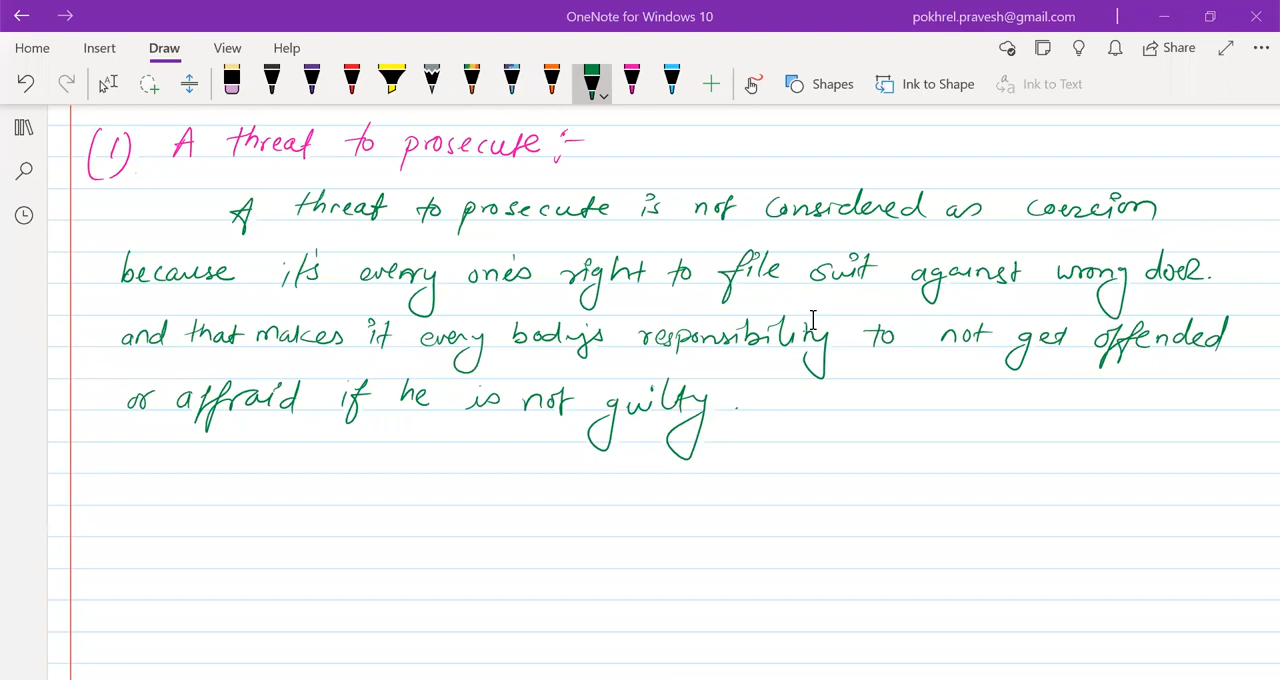 OneNote for Windows 10
pokhrel.pravesh@gmail.com
Home Insert Draw View Help
Share
Shapes Ink to Shape Ink to Text
(1) A threat to prosecute :-
A threat to prosecute is not considered as coercion
because it's every one's right to file suit against wrong doer.
and that makes it every body's responsibility to not get offended
or affraid if he is not guilty .